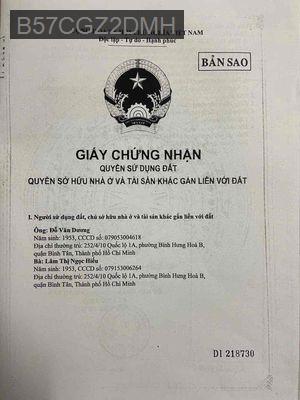 B57CGZ2DMH
VIỆT NAM
Độc lập - Tự do - Hạnh phúc
BẢN SAO
GIẤY CHỨNG NHẬN
QUYỀN SỬ DỤNG ĐẤT
QUYỀN SỞ HỮU NHÀ Ở VÀ TÀI SẢN KHÁC GẮN LIỀN VỚI ĐẤT
I. Người sử dụng đất, chủ sở hữu nhà ở và tài sản khác gắn liền với đất
Ông: Đỗ Văn Dương
Năm sinh: 1953, CCCD số: 079053004618
Địa chỉ thường trú: 252/4/10 Quốc lộ 1A, phường Bình Hưng Hoà B,
quận Bình Tân, Thành phố Hồ Chí Minh
Bà: Lâm Thị Ngọc Hiếu
Năm sinh: 1953, CCCD số: 079153006264
Địa chỉ thường trú: 252/4/10 Quốc lộ 1A, phường Bình Hưng Hoà B,
quận Bình Tân, Thành phố Hồ Chí Minh
DI 218730